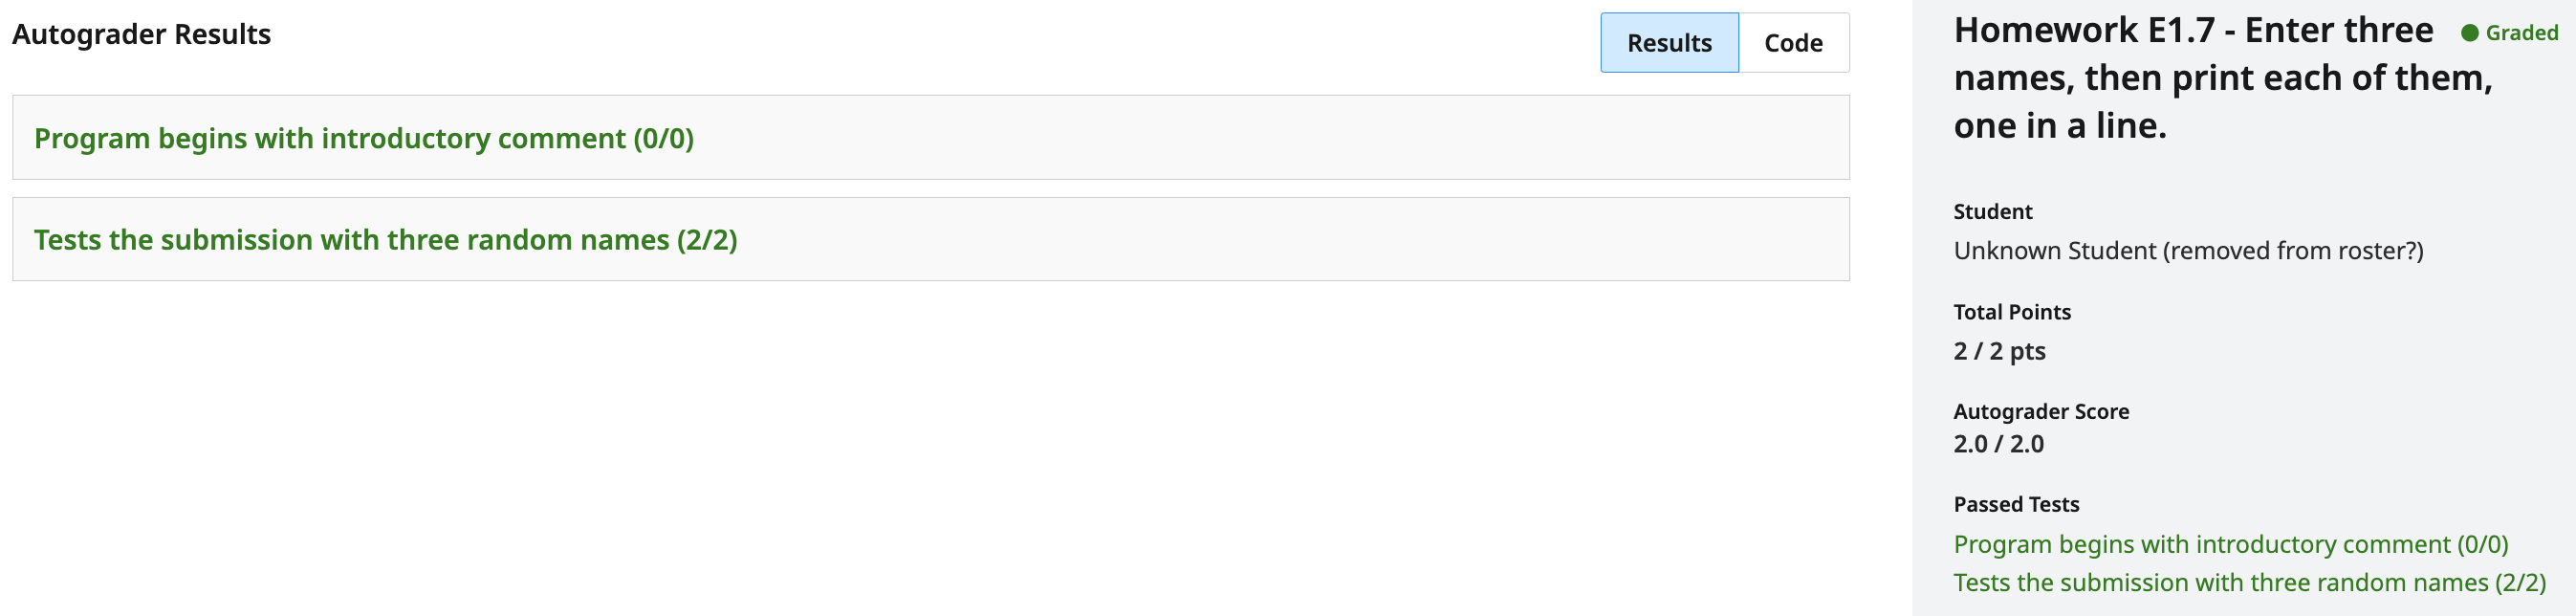 Autograder Results
Results
Code
Program begins with introductory comment (0/0)
Tests the submission with three random names (2/2)
Homework E1.7 - Enter three
names, then print each of them,
one in a line.
Graded
Student
Unknown Student (removed from roster?)
Total Points
2 / 2 pts
Autograder Score
2.0 / 2.0
Passed Tests
Program begins with introductory comment (0/0)
Tests the submission with three random names (2/2)